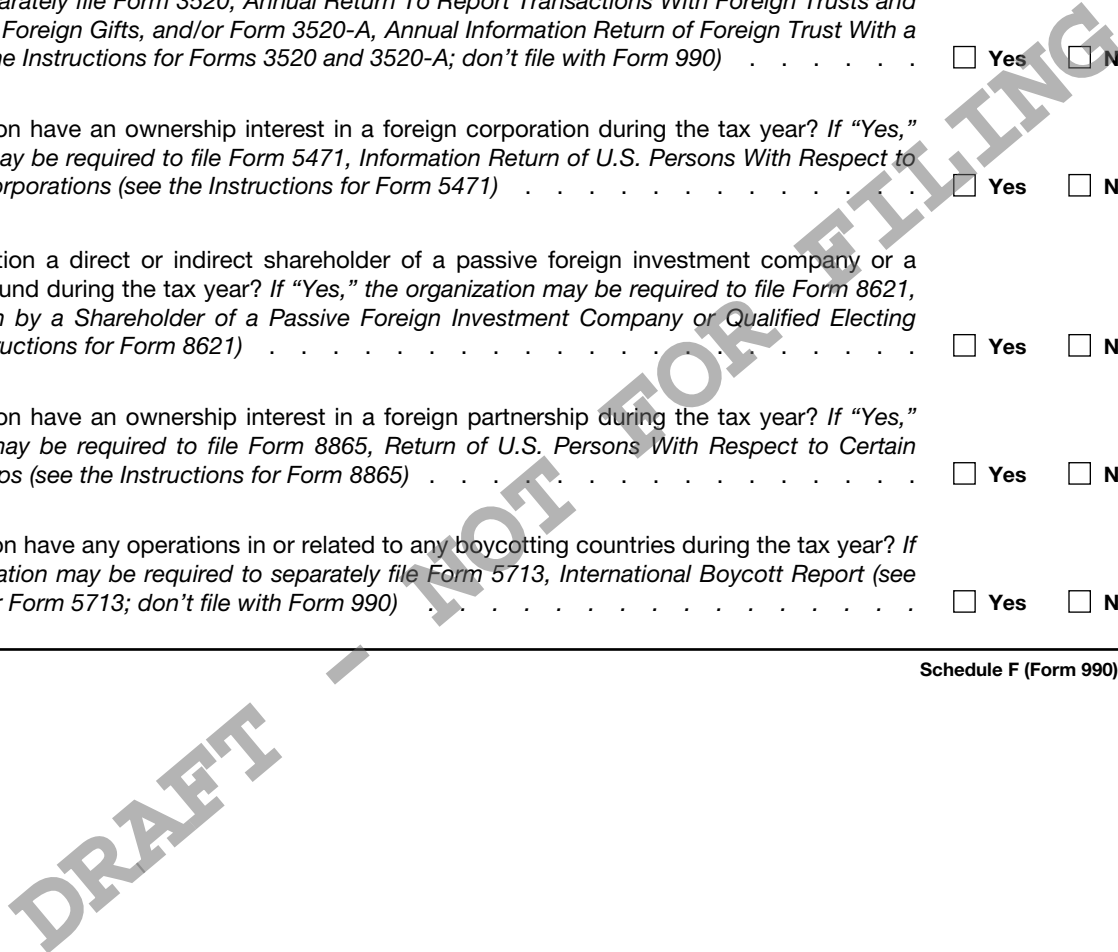 arately file Form 3520, Annual Return To Report Transactions With Foreign Trusts and
Foreign Gifts, and/or Form 3520-A, Annual Information Return of Foreign Trust With a
e Instructions for Forms 3520 and 3520-A; don’t file with Form 990) . . . . . . Yes N
on have an ownership interest in a foreign corporation during the tax year? If “Yes,”
ay be required to file Form 5471, Information Return of U.S. Persons With Respect to
orporations (see the Instructions for Form 5471) . . . . . . . . . . . . . Yes N
tion a direct or indirect shareholder of a passive foreign investment company or a
und during the tax year? If “Yes,” the organization may be required to file Form 8621,
n by a Shareholder of a Passive Foreign Investment Company or Qualified Electing
ructions for Form 8621) . . . . . . . . . . . . . . . . . . . . . Yes N
on have an ownership interest in a foreign partnership during the tax year? If “Yes,”
may be required to file Form 8865, Return of U.S. Persons With Respect to Certain
ps (see the Instructions for Form 8865) . . . . . . . . . . . . . . . . Yes N
on have any operations in or related to any boycotting countries during the tax year? If
ation may be required to separately file Form 5713, International Boycott Report (see
r Form 5713; don’t file with Form 990) . . . . . . . . . . . . . . . . Yes N
Schedule F (Form 990)
DRAFT - NOT FOR FILING